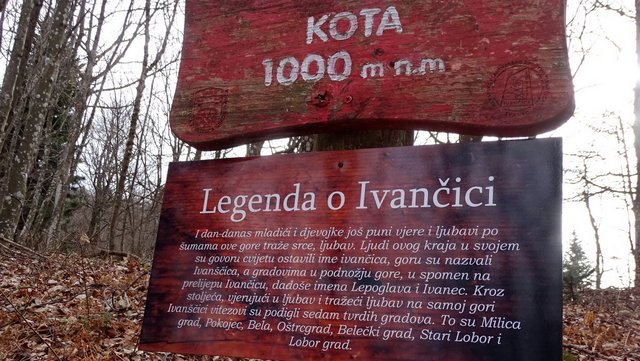 KOTA
1000 m n.m.
Legenda o Ivančici
I dan-danas mladići i djevojke još puni vjere i ljubavi po
šumama ove gore traže srce, ljubav. Ljudi ovog kraja u svojem
su govoru cvijetu ostavili ime ivančica, goru su nazvali
Ivanšćica, a gradovima u podnožju gore, u spomen na
prelijepu Ivančicu, dadoše imena Lepoglava i Ivanec. Kroz
stoljeća, vjerujući u ljubav i tražeći ljubav na samoj gori
Ivanšćici vitezovi su podigli sedam tvrdih gradova. To su Milica
grad, Pokojec, Bela, Oštrcgrad, Belečki grad, Stari Lobor i
Lobor grad.